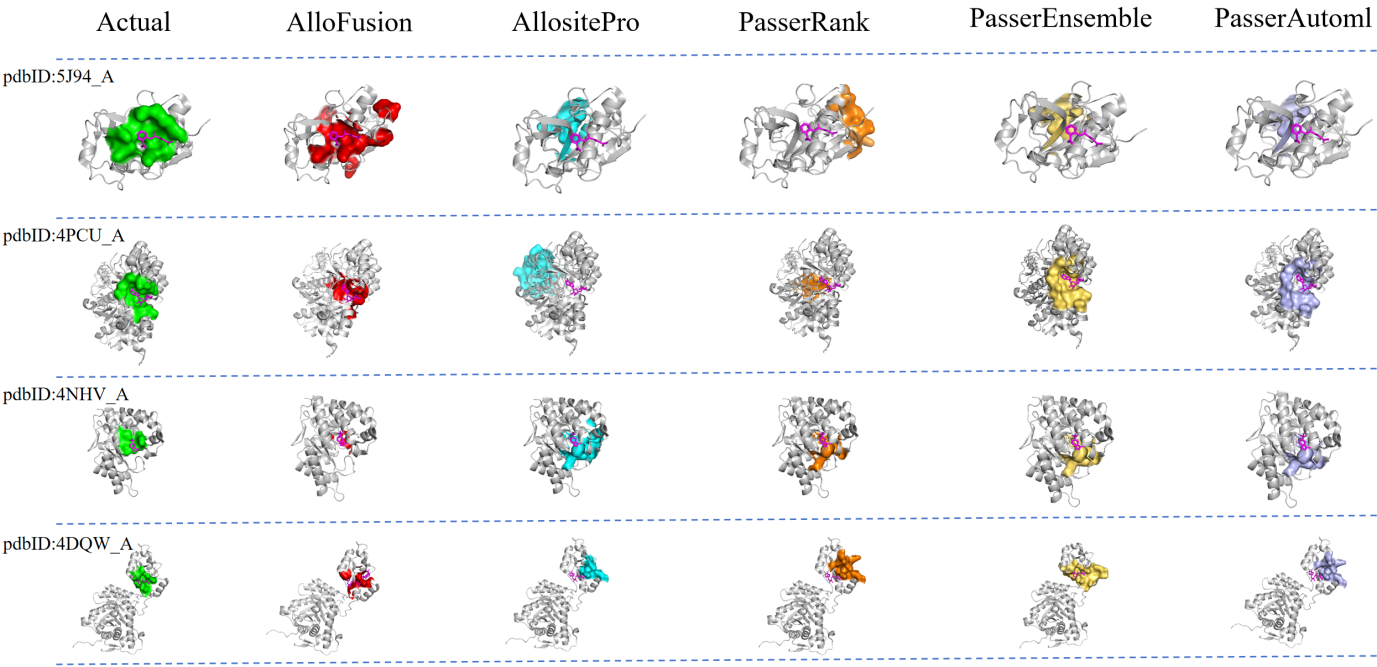 Actual AlloFusion AllositePro PasserRank PasserEnsemble PasserAutoml
pdbID:5J94_A
pdbID:4PCU_A
pdbID:4NHV_A
pdbID:4DQW_A